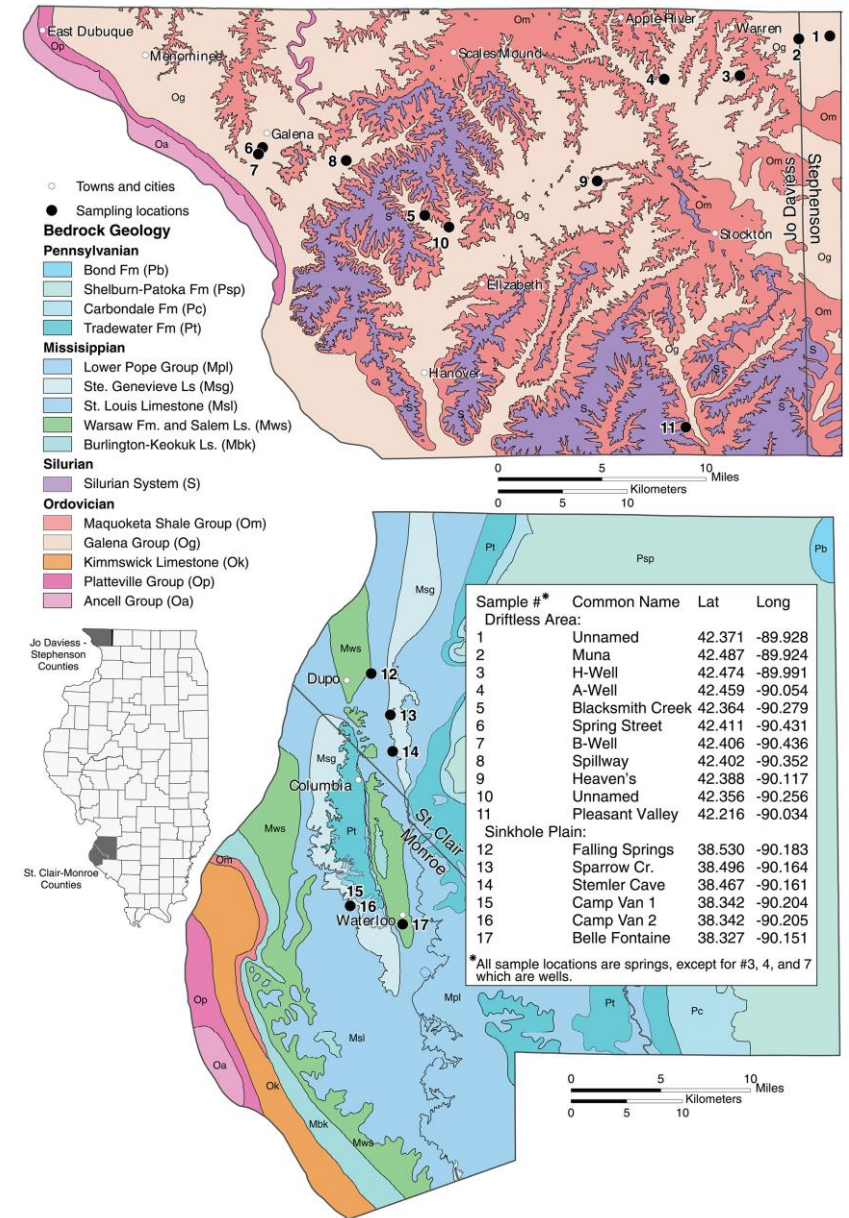 East Dubuque
Op
Menominee
Og
Oa
Galena
6
7
8
Scales Mound
Om
Apple River
Warren
Og
2
1
4
3
Om
Om
Jo Daviess
Stephenson
9
S
5
10
Og
Om
Stockton
Og
Elizabeth
Om
Og
S
Hanover
S
S
S
S
11
0 5 10 Miles
Kilometers
0 5 10
Towns and cities
Sampling locations
Bedrock Geology
Pennsylvanian
Bond Fm (Pb)
Shelburn-Patoka Fm (Psp)
Carbondale Fm (Pc)
Tradewater Fm (Pt)
Missisippian
Lower Pope Group (Mpl)
Ste. Genevieve Ls (Msg)
St. Louis Limestone (Msl)
Warsaw Fm. and Salem Ls. (Mws)
Burlington-Keokuk Ls. (Mbk)
Silurian
Silurian System (S)
Ordovician
Maquoketa Shale Group (Om)
Galena Group (Og)
Kimmswick Limestone (Ok)
Platteville Group (Op)
Ancell Group (Oa)
Jo Daviess -
Stephenson
Counties
St. Clair-Monroe
Counties
Pt
Psp
Pb
Msg
Mws
Dupo
12
13
14
Msg
Columbia
St. Clair
Monroe
Mws
Pt
Om
15
16
Waterloo
17
Op
Mpl
Msl
Pt
Pc
Oa
Ok
Mbk
Mws
Sample #* Common Name Lat Long
Driftless Area:
1 Unnamed 42.371 -89.928
2 Muna 42.487 -89.924
3 H-Well 42.474 -89.991
4 A-Well 42.459 -90.054
5 Blacksmith Creek 42.364 -90.279
6 Spring Street 42.411 -90.431
7 B-Well 42.406 -90.436
8 Spillway 42.402 -90.352
9 Heaven's 42.388 -90.117
10 Unnamed 42.356 -90.256
11 Pleasant Valley 42.216 -90.034
Sinkhole Plain:
12 Falling Springs 38.530 -90.183
13 Sparrow Cr. 38.496 -90.164
14 Stemler Cave 38.467 -90.161
15 Camp Van 1 38.342 -90.204
16 Camp Van 2 38.342 -90.205
17 Belle Fontaine 38.327 -90.151
*All sample locations are springs, except for #3, 4, and 7
which are wells.
0 5 10 Miles
Kilometers
0 5 10